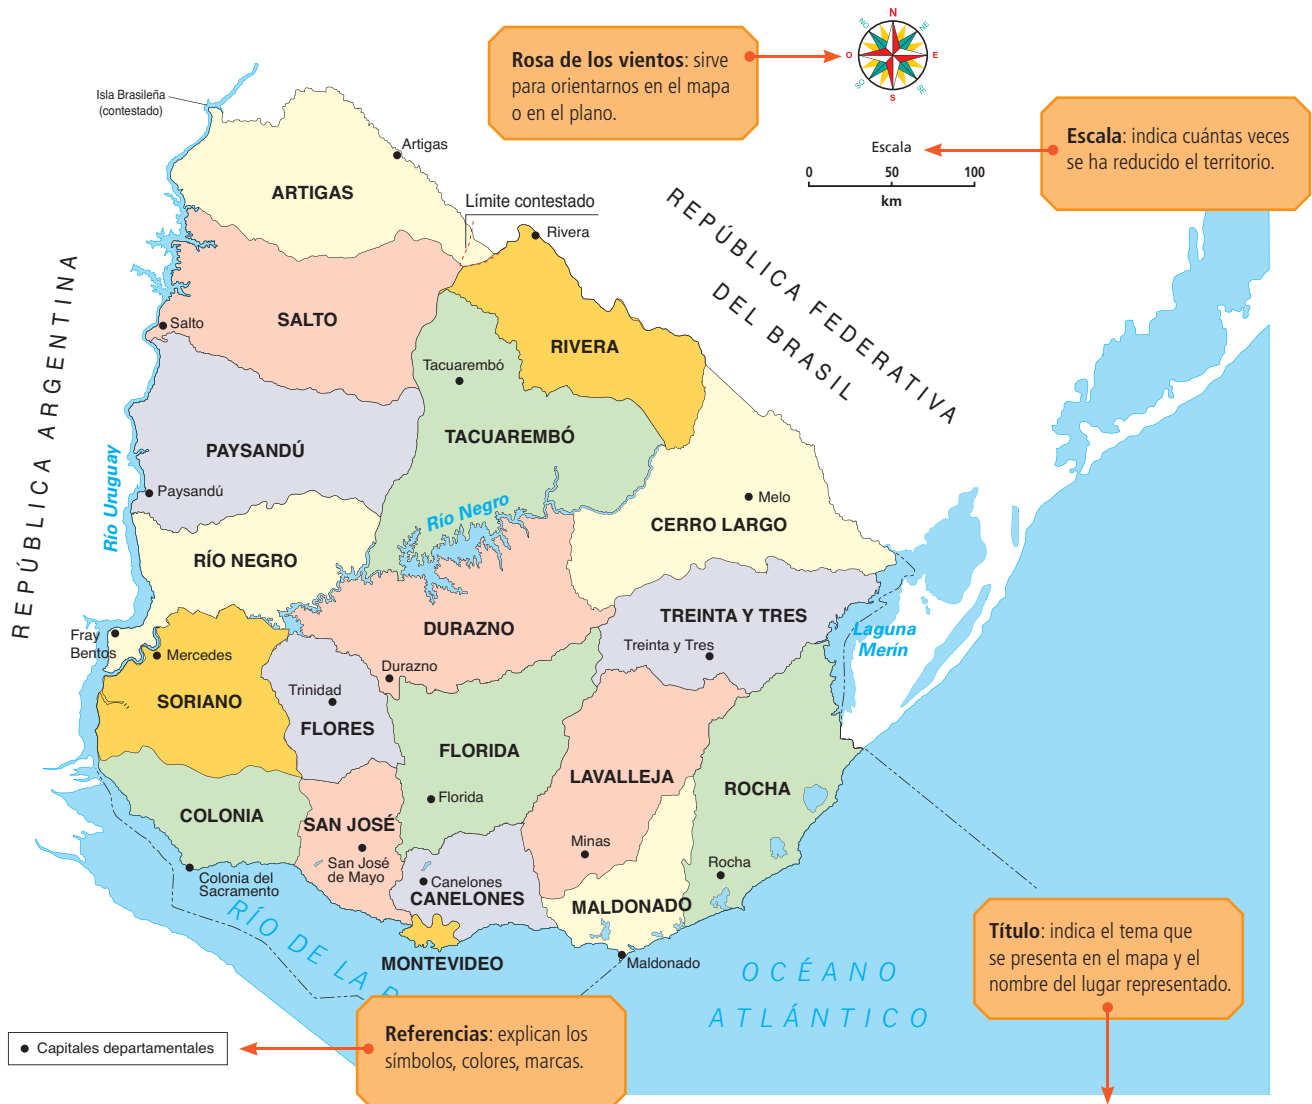 N
NO
NE
O
E
SO
SE
S
Rosa de los vientos: sirve
para orientarnos en el mapa
o en el plano.
Escala: indica cuántas veces
se ha reducido el territorio.
Escala
0 50 100
km
Isla Brasileña
(contestado)
Artigas
ARTIGAS
Límite contestado
Rivera
REPÚBLICA FEDERATIVA
DEL BRASIL
REPÚBLICA ARGENTINA
Salto
SALTO
RIVERA
Tacuarembó
TACUAREMBÓ
PAYSANDÚ
Paysandú
Río Uruguay
Río Negro
Melo
CERRO LARGO
RÍO NEGRO
DURAZNO
TREINTA Y TRES
Treinta y Tres
Laguna
Merín
Fray
Bentos
Mercedes
SORIANO
Durazno
Trinidad
FLORES
FLORIDA
Florida
LAVALLEJA
ROCHA
COLONIA
SAN JOSÉ
San José
de Mayo
Minas
Rocha
Colonia del
Sacramento
Canelones
CANELONES
MALDONADO
MONTEVIDEO
Maldonado
RÍO DE LA
OCÉANO
ATLÁNTICO
Título: indica el tema que
se presenta en el mapa y el
nombre del lugar representado.
Referencias: explican los
símbolos, colores, marcas.
Capitales departamentales